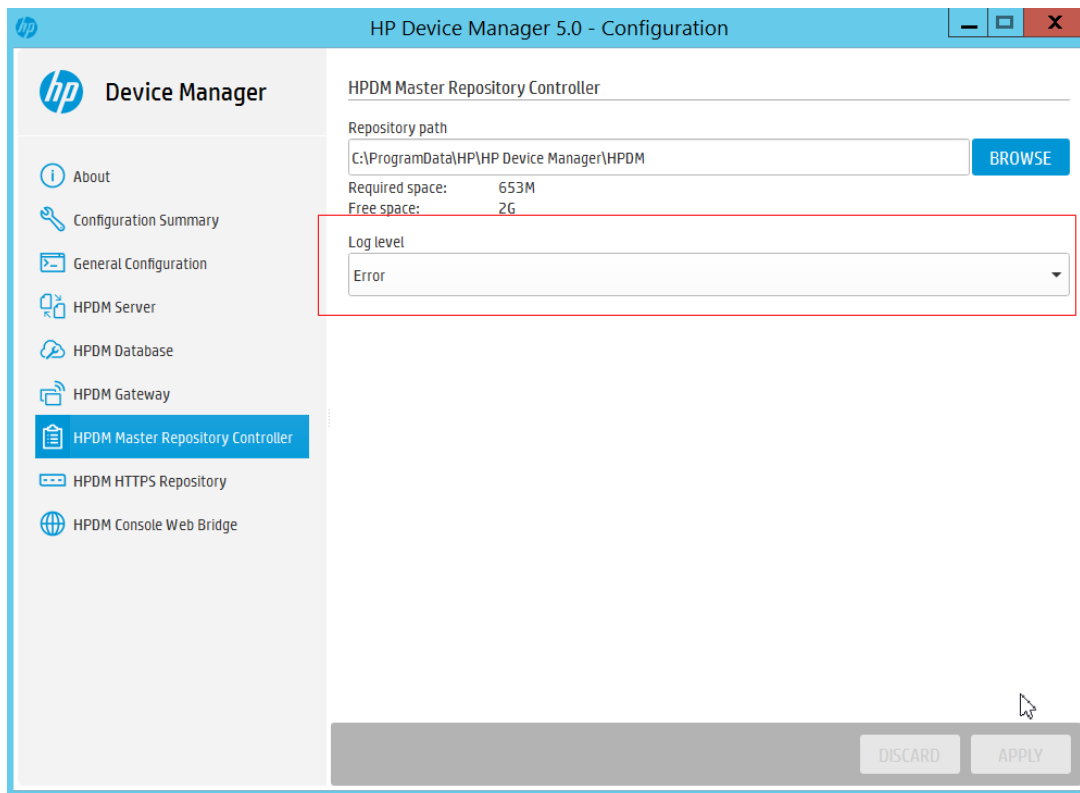 hp
HP Device Manager 5.0 - Configuration
X
hp
Device Manager
About
Configuration Summary
General Configuration
HPDM Server
HPDM Database
HPDM Gateway
HPDM Master Repository Controller
HPDM HTTPS Repository
HPDM Console Web Bridge
HPDM Master Repository Controller
Repository path
C:\ProgramData\HP\HP Device Manager\HPDM
BROWSE
Required space: 653M
Free space: 2G
Log level
Error
DISCARD
APPLY